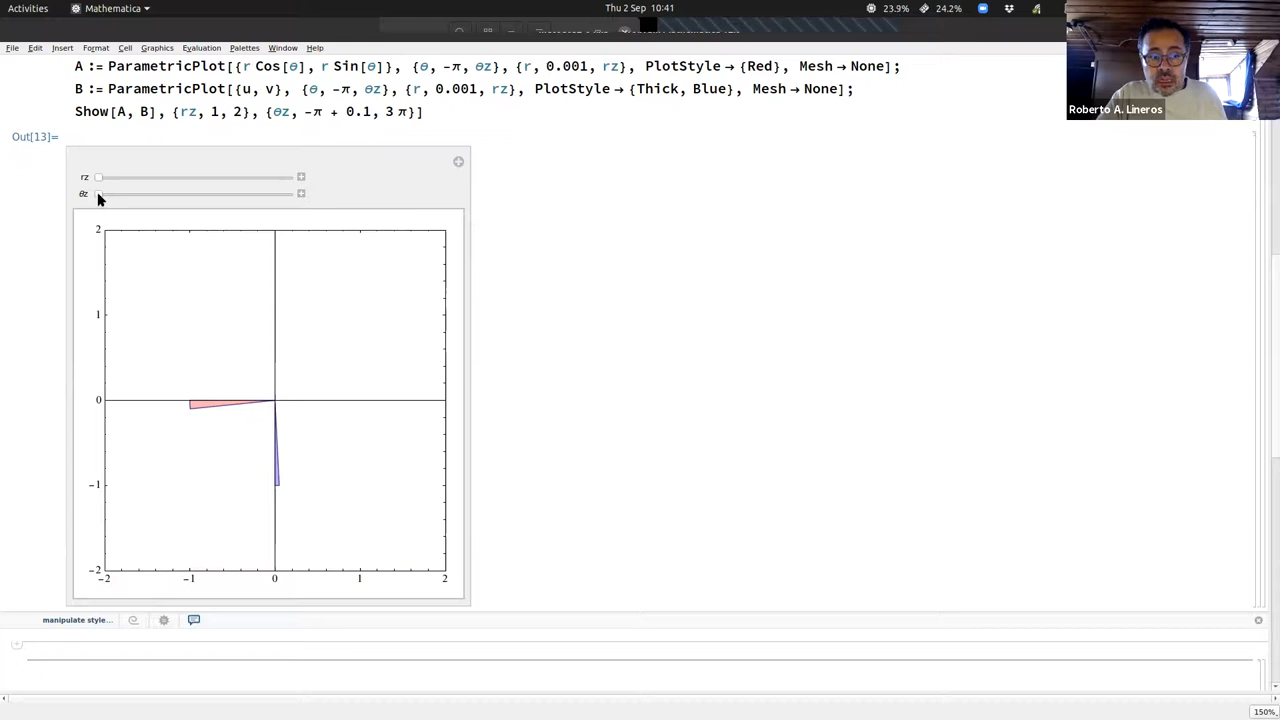 Activities Mathematica Thu 2 Sep 10:41 23.9% 24.2%
File Edit Insert Format Cell Graphics Evaluation Palettes Window Help
A := ParametricPlot[{r Cos[θ], r Sin[θ]}, {θ, -π, θz}, {r, 0.001, rz}, PlotStyle→{Red}, Mesh→None];
B := ParametricPlot[{u, v}, {θ, -π, θz}, {r, 0.001, rz}, PlotStyle→{Thick, Blue}, Mesh→None];
Show[A, B], {rz, 1, 2}, {θz, -π + 0.1, 3 π}]
Roberto A. Lineros
Out[13]=
rz
θz
2
1
0
-1
-2
-2 -1 0 1 2
manipulate style...
150%